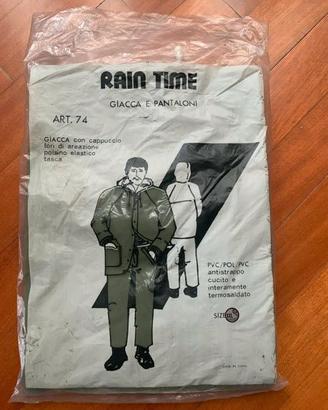 RAIN TIME
GIACCA E PANTALONI
ART. 74
GIACCA con cappuccio
fori di areazione
polsino elastico
tasca
PVC/POL/PVC
antistrappo
cucito e
interamente
termosaldato
SIZE